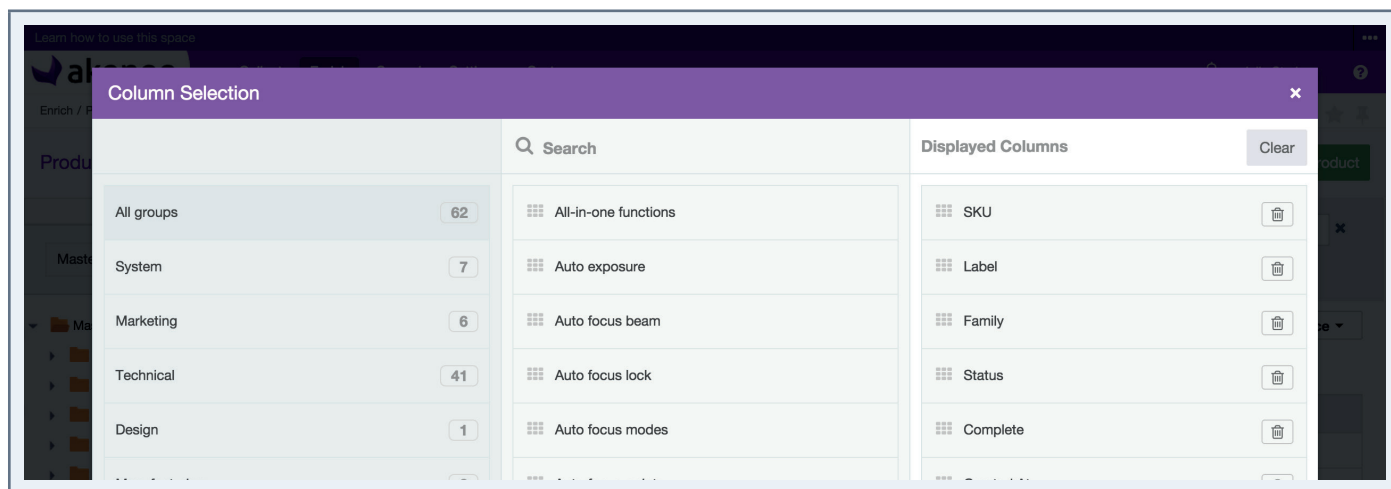 Learn how to use this space
Enrich / P
Column Selection
Produ
Search
Displayed Columns
Clear
oduct
All groups 62
All-in-one functions
SKU
System 7
Auto exposure
Label
Maste
Marketing 6
Auto focus beam
Family
Ma
ce
Technical 41
Auto focus lock
Status
Design 1
Auto focus modes
Complete